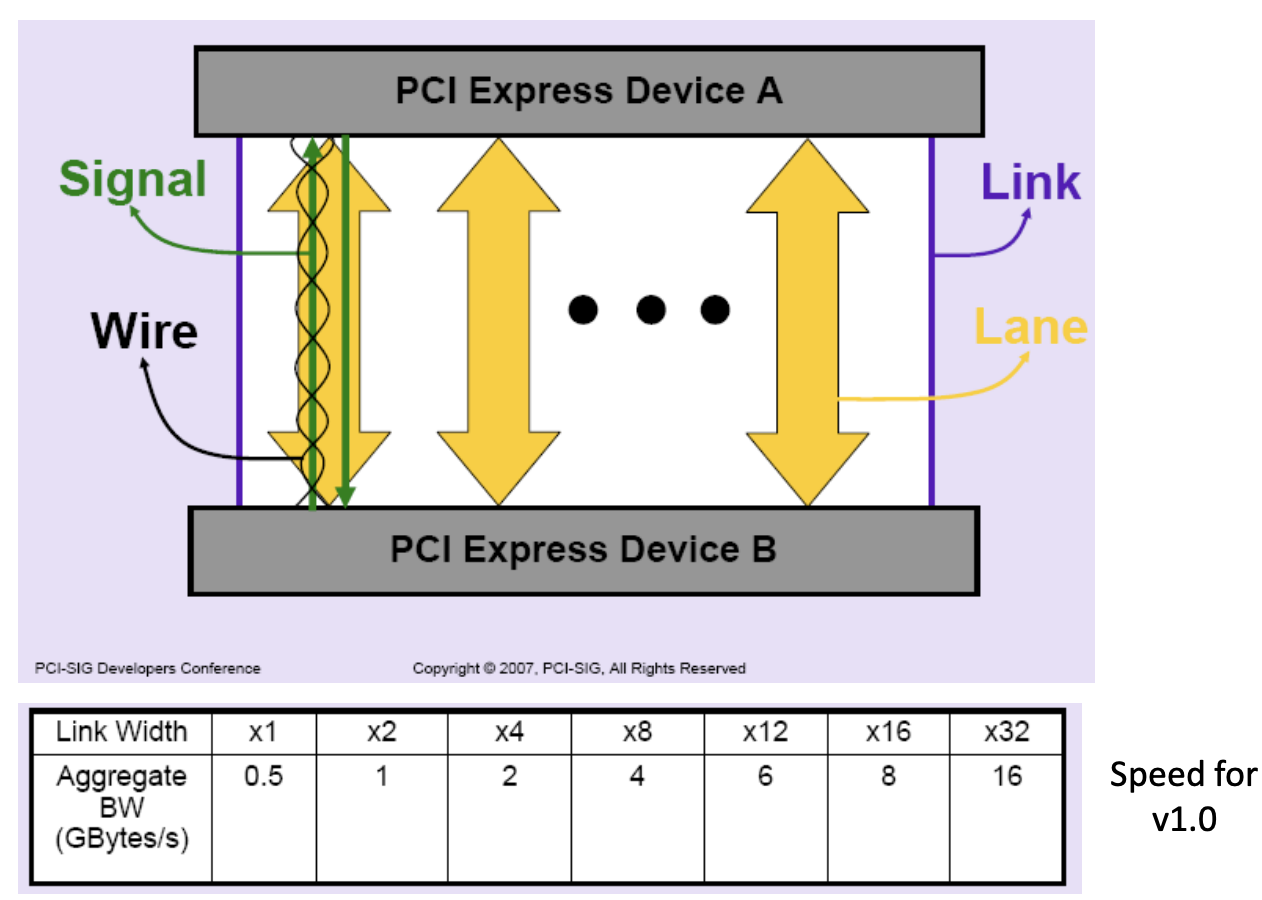 PCI Express Device A
Signal
Link
Wire
Lane
PCI Express Device B
PCI-SIG Developers Conference
Copyright © 2007, PCI-SIG, All Rights Reserved
Link Width x1 x2 x4 x8 x12 x16 x32
Aggregate 0.5 1 2 4 6 8 16
BW
(GBytes/s)
Speed for
v1.0